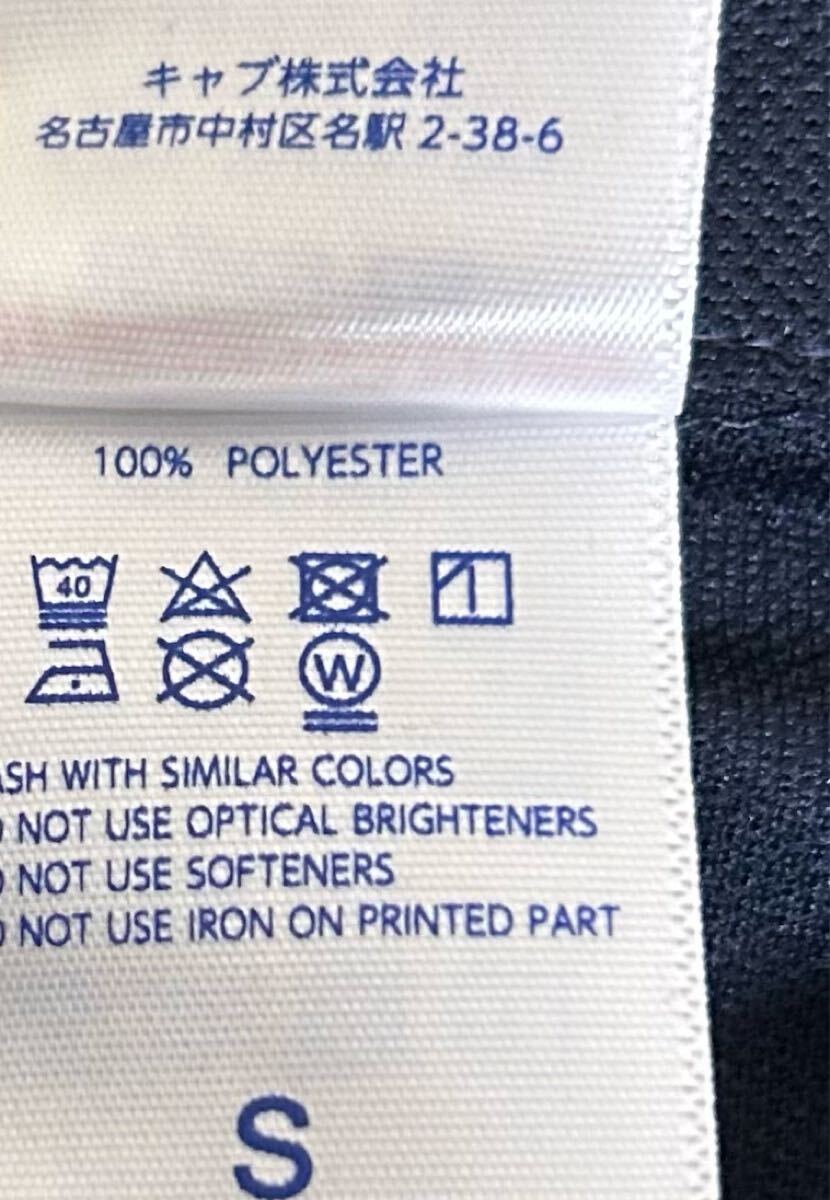 キャブ株式会社
名古屋市中村区名駅 2-38-6
100% POLYESTER
40
W
WITH SIMILAR COLORS
NOT USE OPTICAL BRIGHTENERS
NOT USE SOFTENERS
NOT USE IRON ON PRINTED PART
S